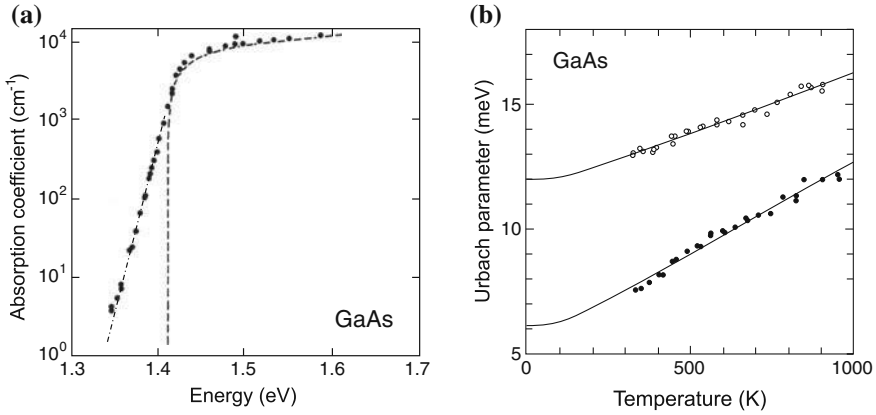 (a)
Absorption coefficient (cm⁻¹)
10⁴
10³
10²
10¹
10⁰
GaAs
1.3 1.4 1.5 1.6 1.7
Energy (eV)
(b)
GaAs
Urbach parameter (meV)
15
10
5
0 500 1000
Temperature (K)